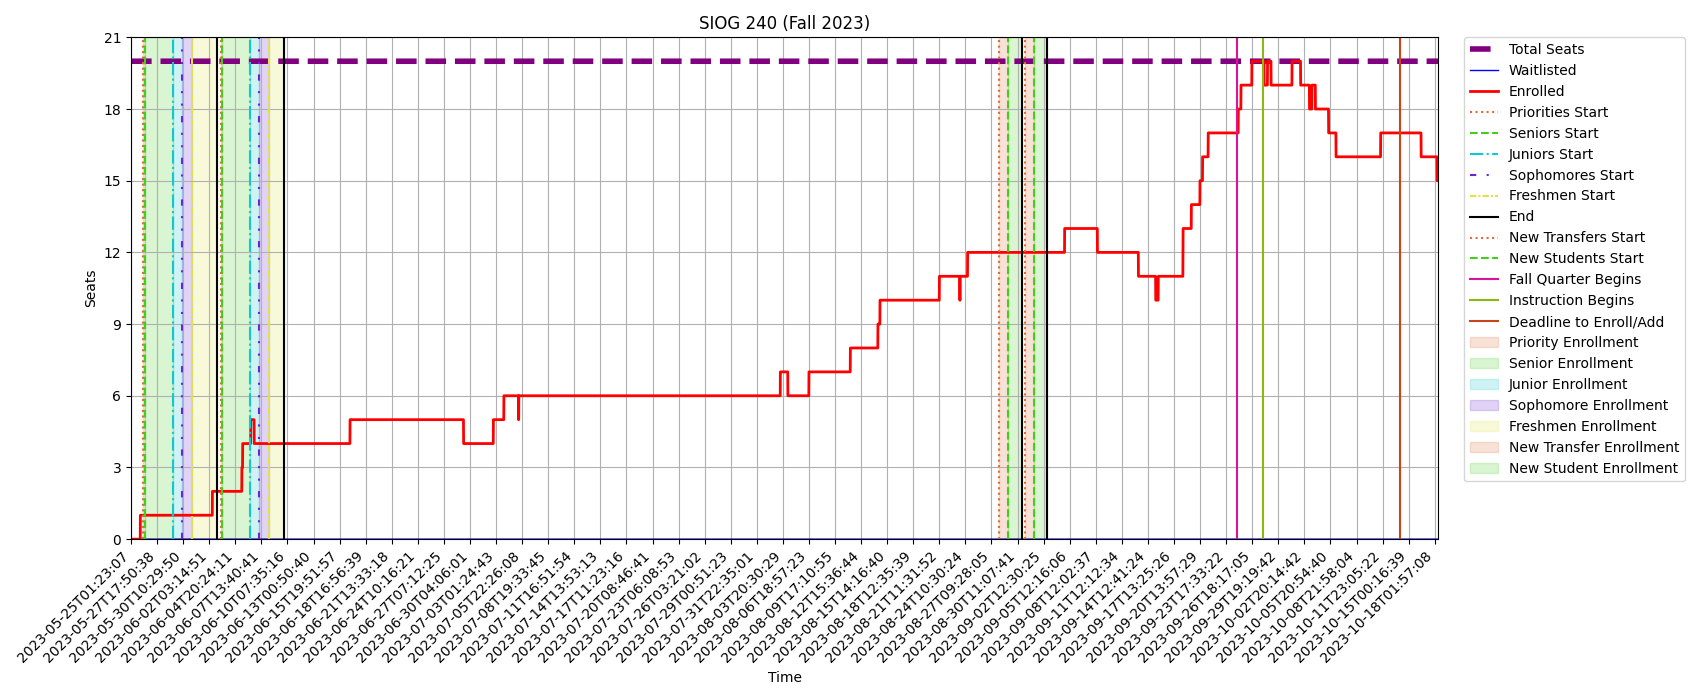 SIOG 240 (Fall 2023)
Seats
21
18
15
12
9
6
3
0
2023-05-25T01:23:07
2023-05-27T17:50:38
2023-05-30T10:29:50
2023-06-02T03:14:51
2023-06-04T20:24:11
2023-06-07T13:40:41
2023-06-10T07:35:16
2023-06-13T00:50:40
2023-06-15T19:51:57
2023-06-18T16:56:39
2023-06-21T13:33:18
2023-06-24T10:16:21
2023-06-27T07:12:25
2023-06-30T04:06:01
2023-07-03T01:24:43
2023-07-05T22:26:08
2023-07-08T19:33:45
2023-07-11T16:51:54
2023-07-14T13:53:13
2023-07-17T11:23:16
2023-07-20T08:46:41
2023-07-23T06:08:53
2023-07-26T03:21:02
2023-07-29T00:51:23
2023-07-31T22:35:01
2023-08-03T20:30:29
2023-08-06T18:57:23
2023-08-09T17:10:55
2023-08-12T15:36:44
2023-08-15T14:16:40
2023-08-18T12:35:39
2023-08-21T11:31:52
2023-08-24T10:30:24
2023-08-27T09:28:05
2023-08-30T11:07:41
2023-09-02T12:30:25
2023-09-05T12:16:06
2023-09-08T12:02:37
2023-09-11T12:12:34
2023-09-14T12:41:24
2023-09-17T13:25:26
2023-09-20T13:57:29
2023-09-23T17:33:22
2023-09-26T18:17:05
2023-09-29T19:19:42
2023-10-02T20:14:42
2023-10-05T20:54:40
2023-10-08T21:58:04
2023-10-11T23:05:22
2023-10-15T00:16:39
2023-10-18T01:57:08
Time
Total Seats
Waitlisted
Enrolled
Priorities Start
Seniors Start
Juniors Start
Sophomores Start
Freshmen Start
End
New Transfers Start
New Students Start
Fall Quarter Begins
Instruction Begins
Deadline to Enroll/Add
Priority Enrollment
Senior Enrollment
Junior Enrollment
Sophomore Enrollment
Freshmen Enrollment
New Transfer Enrollment
New Student Enrollment